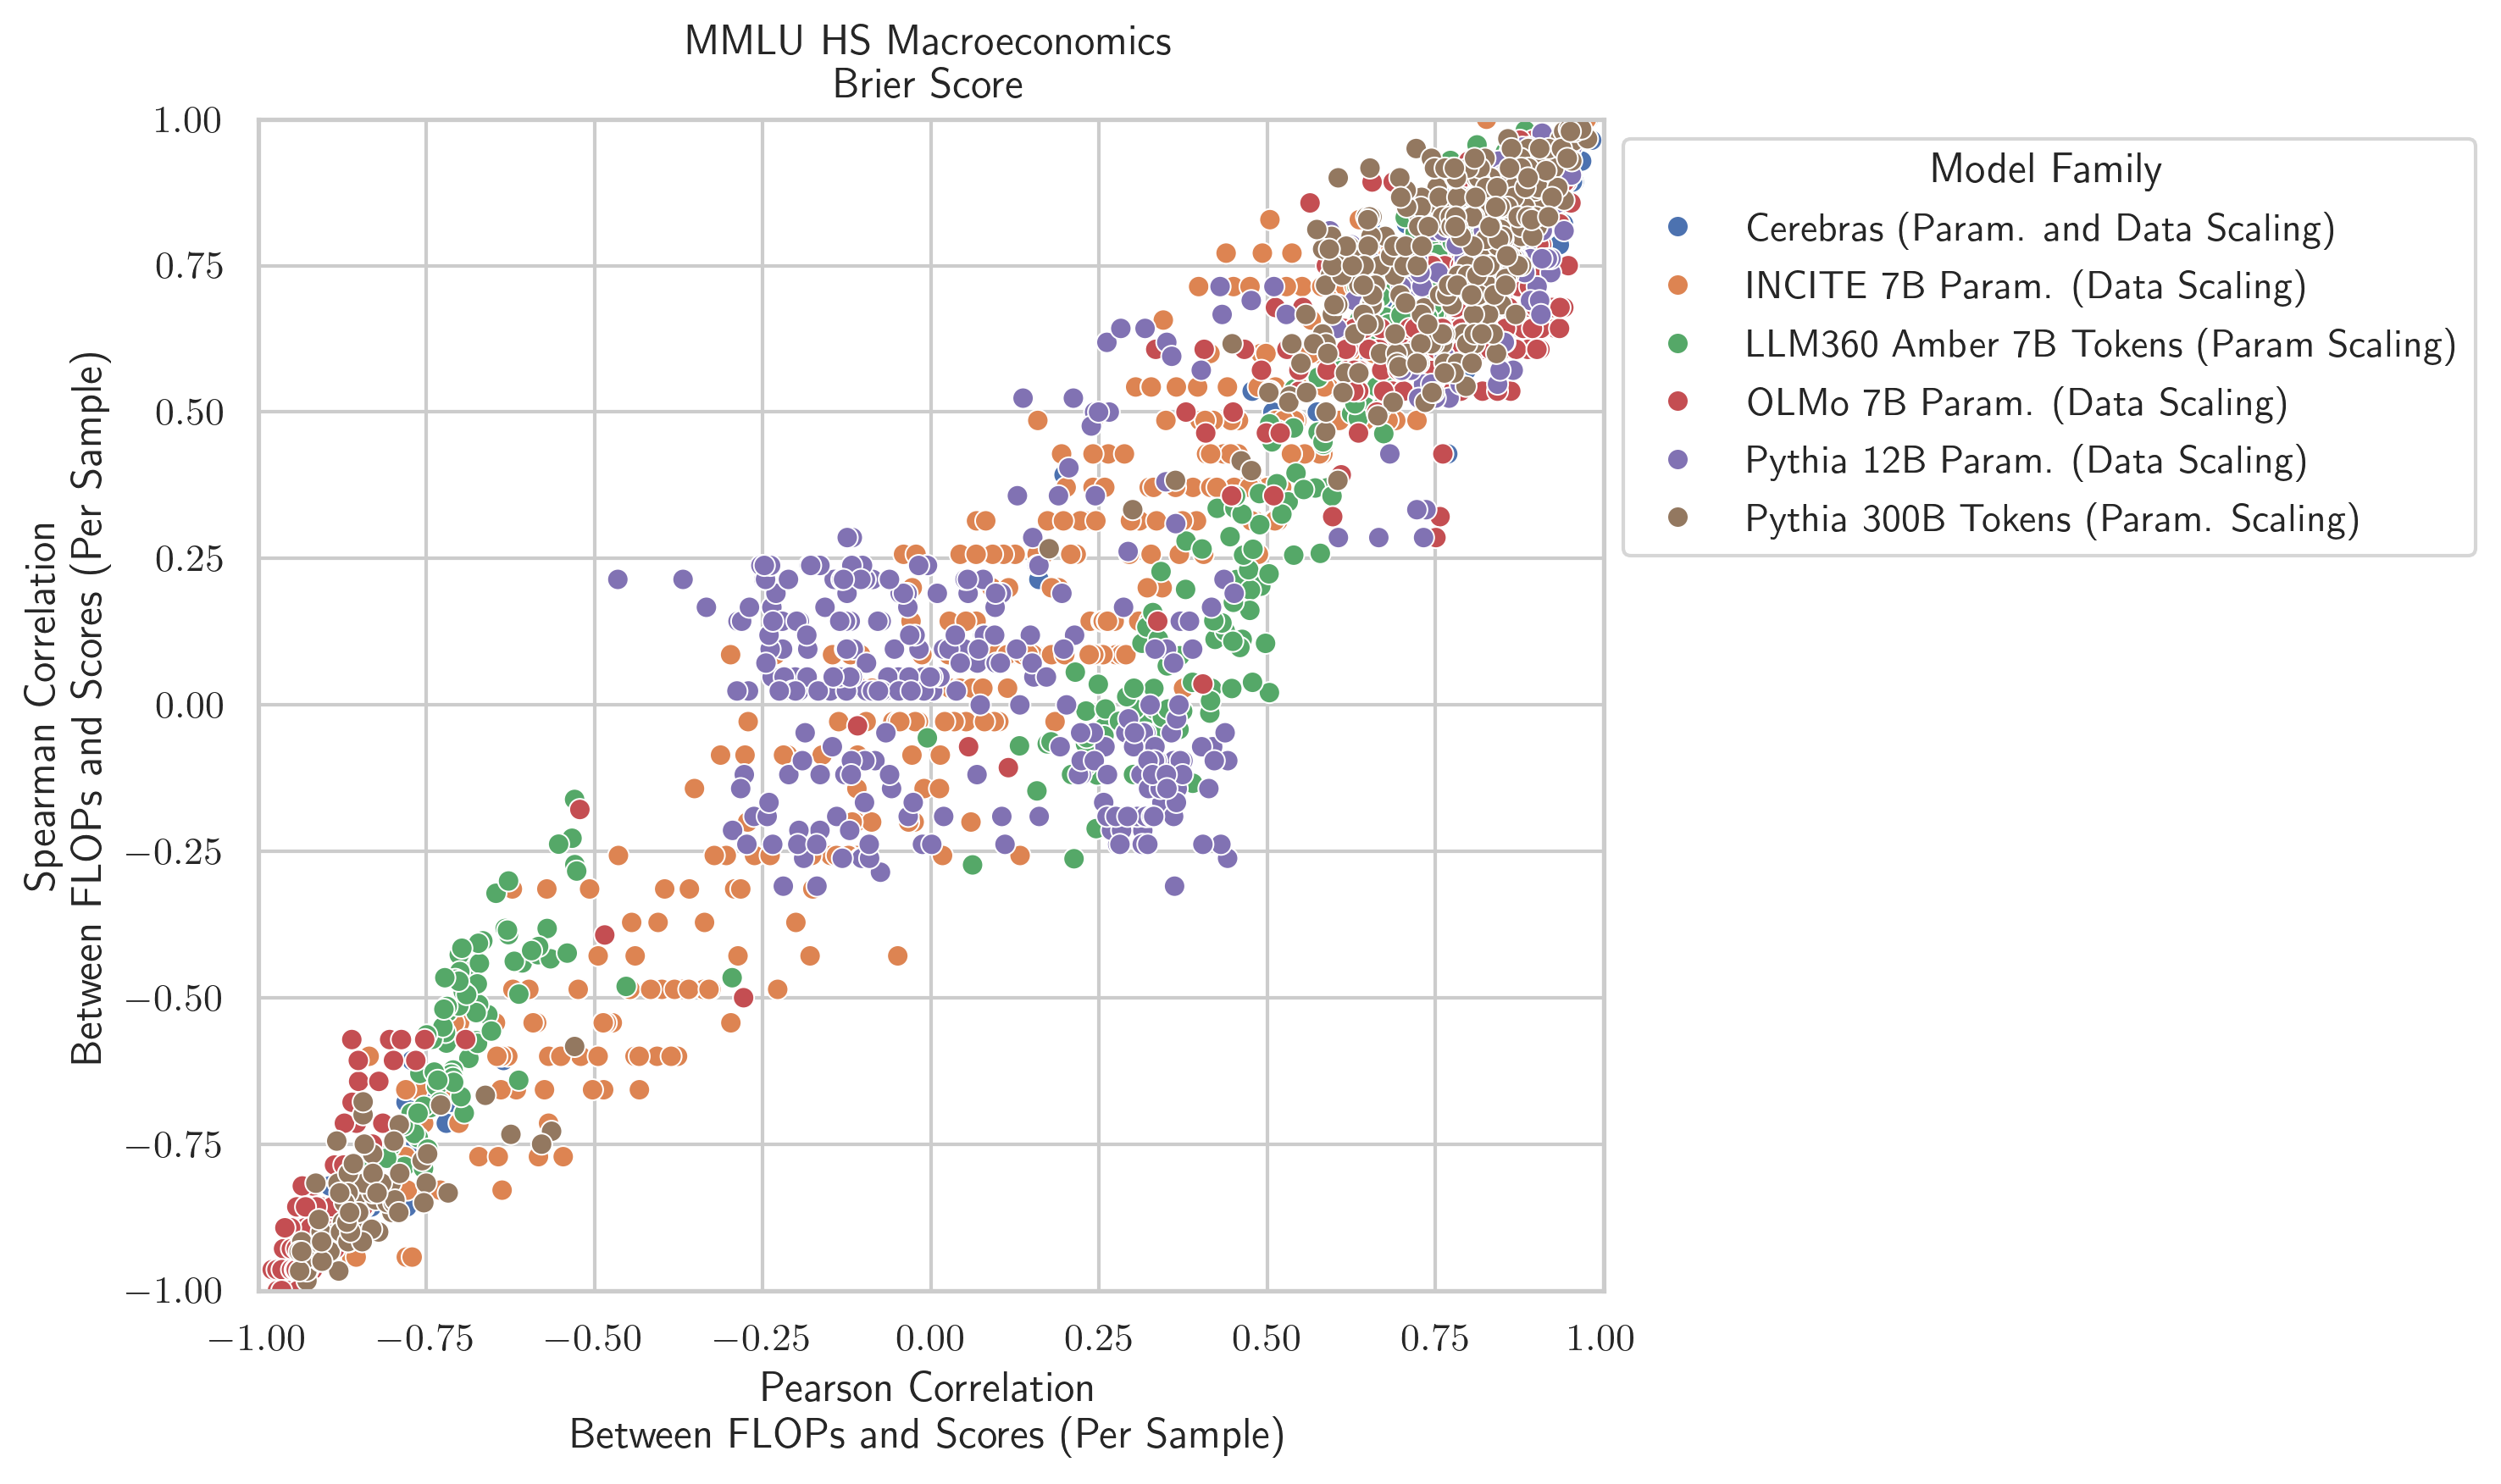 MMLU HS Macroeconomics
Brier Score
Spearman Correlation
Between FLOPs and Scores (Per Sample)
1.00
0.75
0.50
0.25
0.00
−0.25
−0.50
−0.75
−1.00
−1.00 −0.75 −0.50 −0.25 0.00 0.25 0.50 0.75 1.00
Pearson Correlation
Between FLOPs and Scores (Per Sample)
Model Family
Cerebras (Param. and Data Scaling)
INCITE 7B Param. (Data Scaling)
LLM360 Amber 7B Tokens (Param Scaling)
OLMo 7B Param. (Data Scaling)
Pythia 12B Param. (Data Scaling)
Pythia 300B Tokens (Param. Scaling)